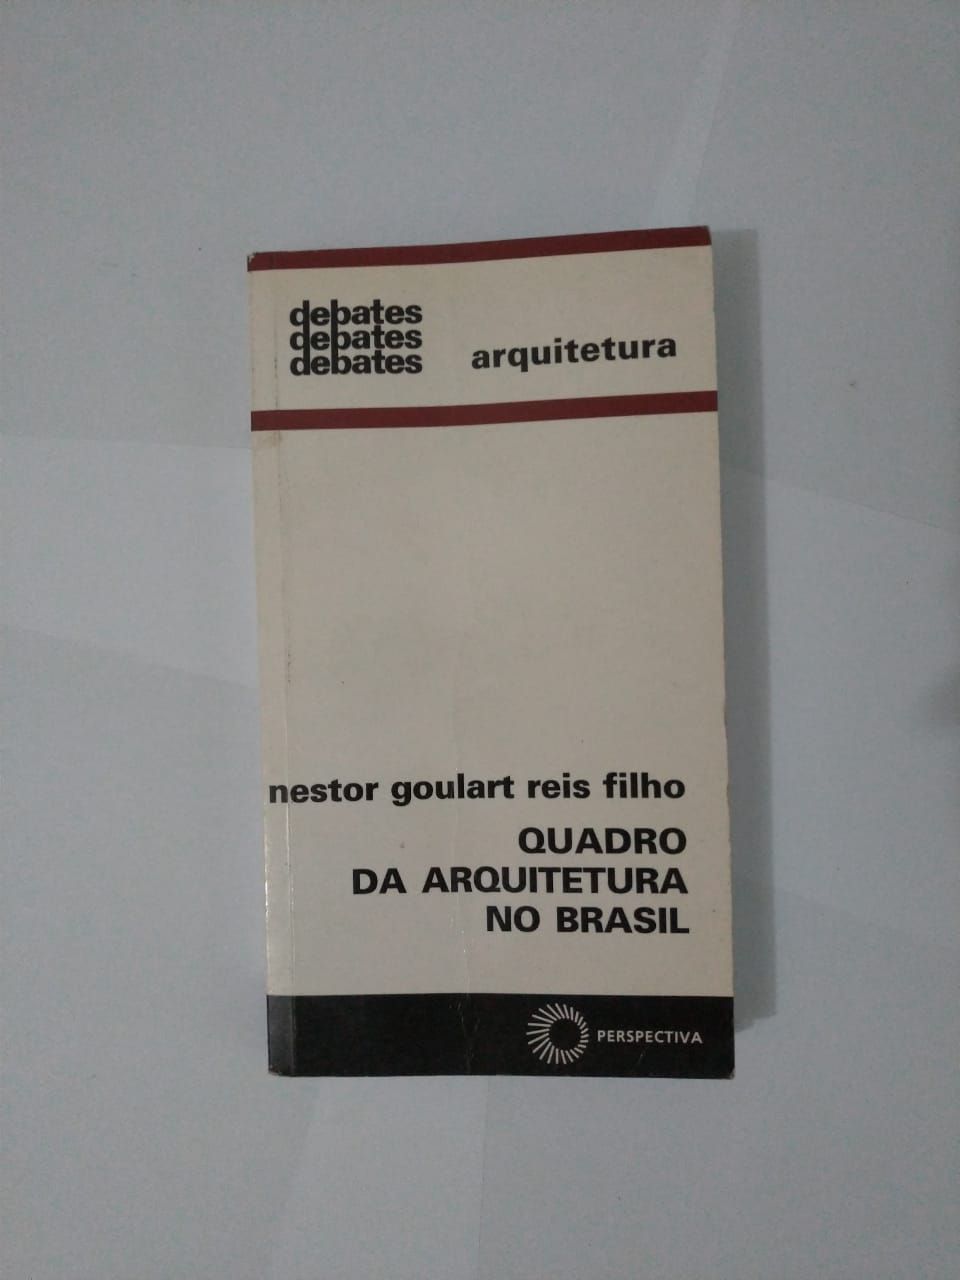 debates
debates
debates
arquitetura
nestor goulart reis filho
QUADRO
DA ARQUITETURA
NO BRASIL
PERSPECTIVA